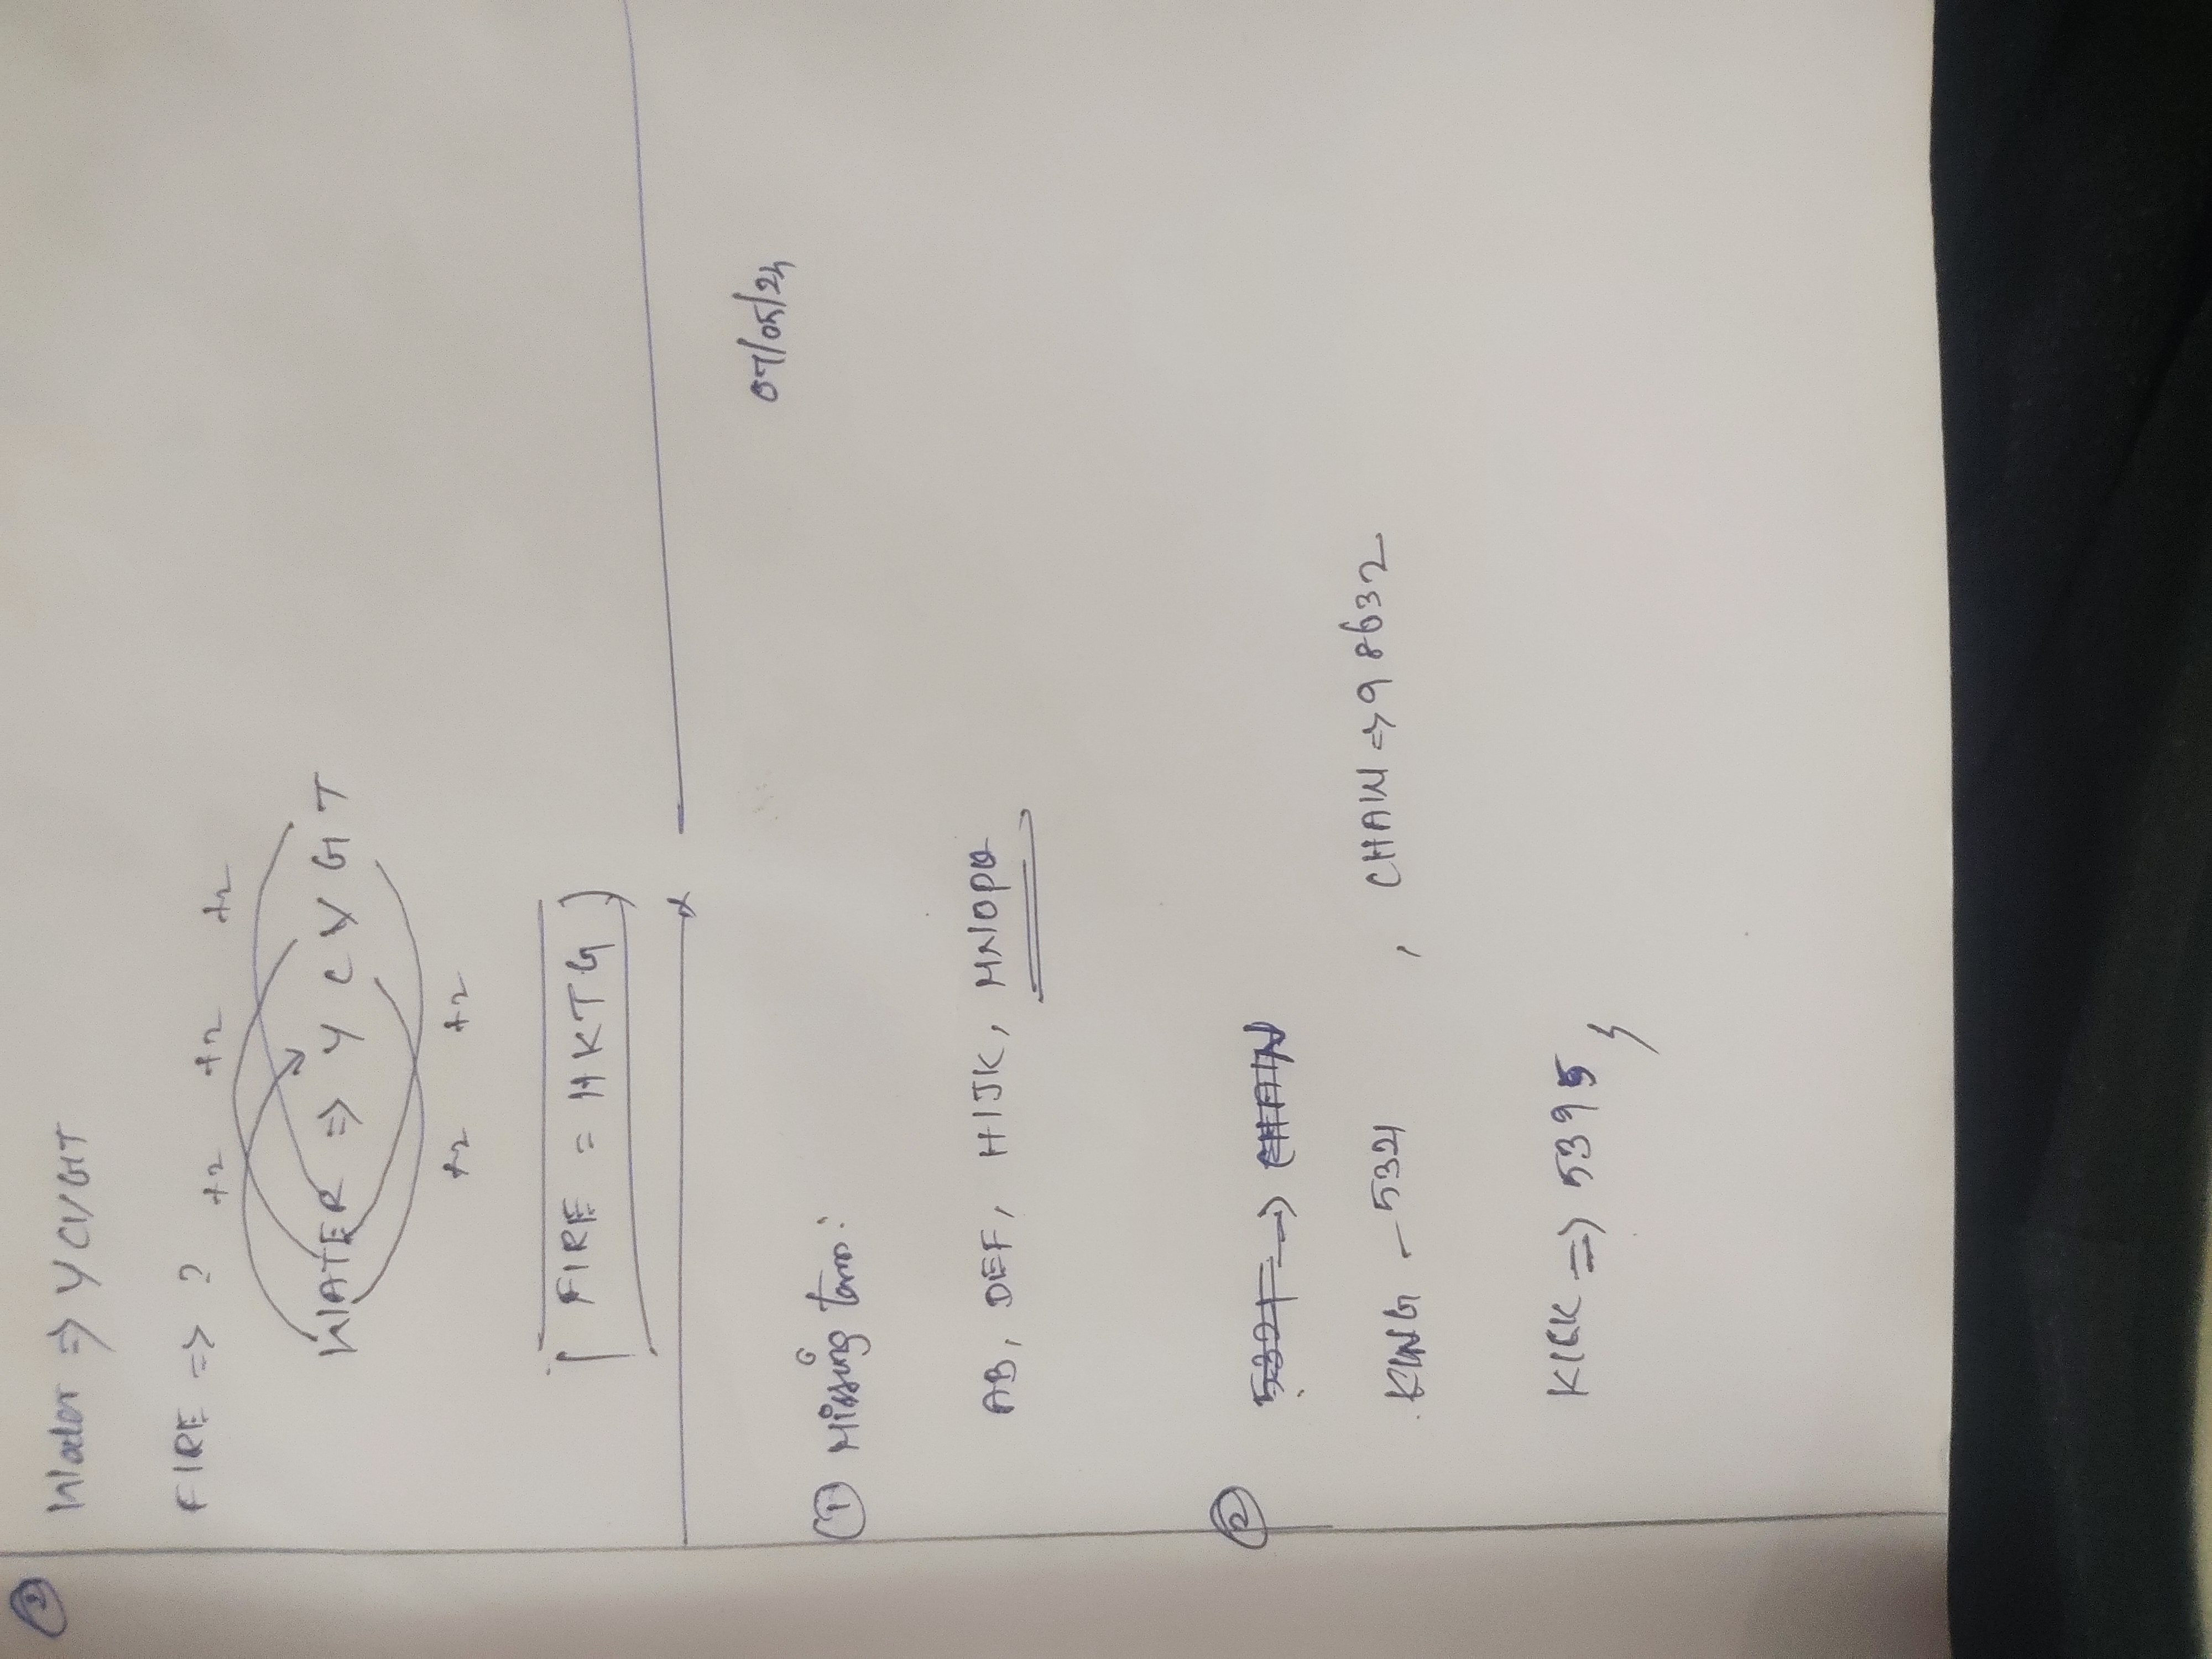 ②
Water => YCVGT
FIRE => ?
+2 +2 +2
WATER => Y C V G T
+2 +2
FIRE = HKTG
07/05/24
① Missing term:
AB, DEF, HIJK, MNOPQ
②
5321 -> CHAIN
KING - 5321 , CHAIN => 98632
KICK => 5395